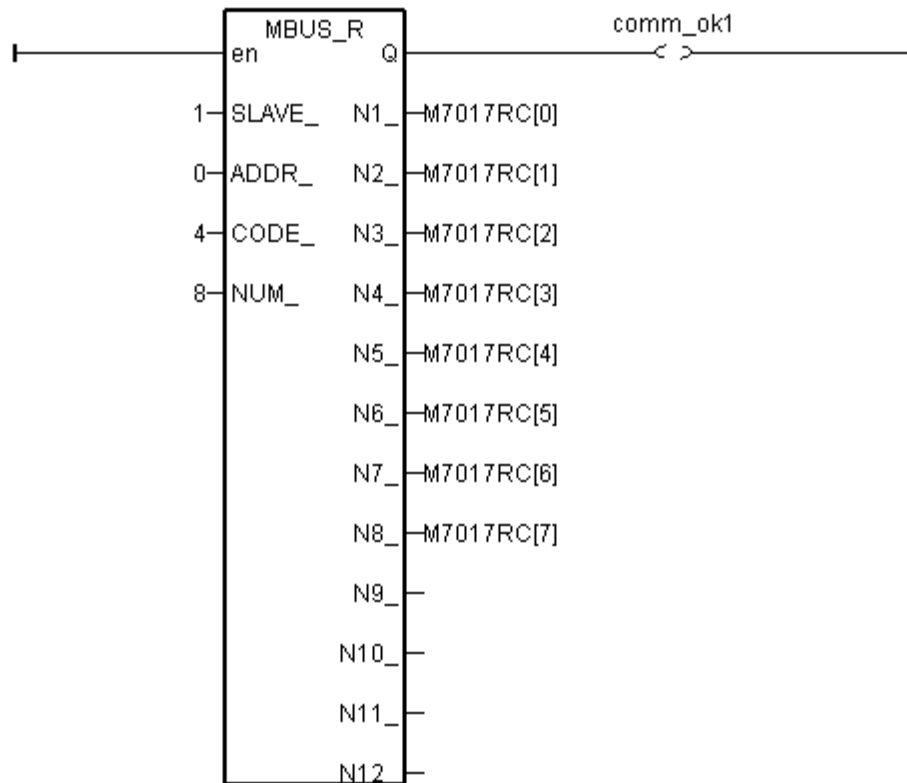 MBUS_R comm_ok1
en Q
1 SLAVE_ N1_ M7017RC[0]
0 ADDR_ N2_ M7017RC[1]
4 CODE_ N3_ M7017RC[2]
8 NUM_ N4_ M7017RC[3]
N5_ M7017RC[4]
N6_ M7017RC[5]
N7_ M7017RC[6]
N8_ M7017RC[7]
N9_
N10_
N11_
N12